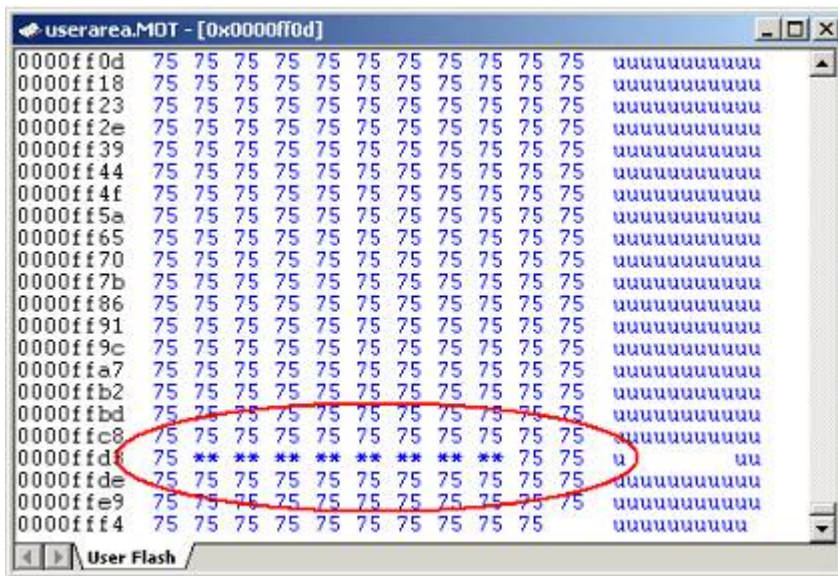 userarea.MOT - [0x0000ff0d]
0000ff0d 75 75 75 75 75 75 75 75 75 75 75 uuuuuuuuuuu
0000ff18 75 75 75 75 75 75 75 75 75 75 75 uuuuuuuuuuu
0000ff23 75 75 75 75 75 75 75 75 75 75 75 uuuuuuuuuuu
0000ff2e 75 75 75 75 75 75 75 75 75 75 75 uuuuuuuuuuu
0000ff39 75 75 75 75 75 75 75 75 75 75 75 uuuuuuuuuuu
0000ff44 75 75 75 75 75 75 75 75 75 75 75 uuuuuuuuuuu
0000ff4f 75 75 75 75 75 75 75 75 75 75 75 uuuuuuuuuuu
0000ff5a 75 75 75 75 75 75 75 75 75 75 75 uuuuuuuuuuu
0000ff65 75 75 75 75 75 75 75 75 75 75 75 uuuuuuuuuuu
0000ff70 75 75 75 75 75 75 75 75 75 75 75 uuuuuuuuuuu
0000ff7b 75 75 75 75 75 75 75 75 75 75 75 uuuuuuuuuuu
0000ff86 75 75 75 75 75 75 75 75 75 75 75 uuuuuuuuuuu
0000ff91 75 75 75 75 75 75 75 75 75 75 75 uuuuuuuuuuu
0000ff9c 75 75 75 75 75 75 75 75 75 75 75 uuuuuuuuuuu
0000ffa7 75 75 75 75 75 75 75 75 75 75 75 uuuuuuuuuuu
0000ffb2 75 75 75 75 75 75 75 75 75 75 75 uuuuuuuuuuu
0000ffbd 75 75 75 75 75 75 75 75 75 75 75 uuuuuuuuuuu
0000ffc8 75 75 75 75 75 75 75 75 75 75 75 uuuuuuuuuuu
0000ffd3 75 ** ** ** ** ** ** ** ** 75 75 u uu
0000ffde 75 75 75 75 75 75 75 75 75 75 75 uuuuuuuuuuu
0000ffe9 75 75 75 75 75 75 75 75 75 75 75 uuuuuuuuuuu
0000fff4 75 75 75 75 75 75 75 75 75 75 uuuuuuuuuu
User Flash